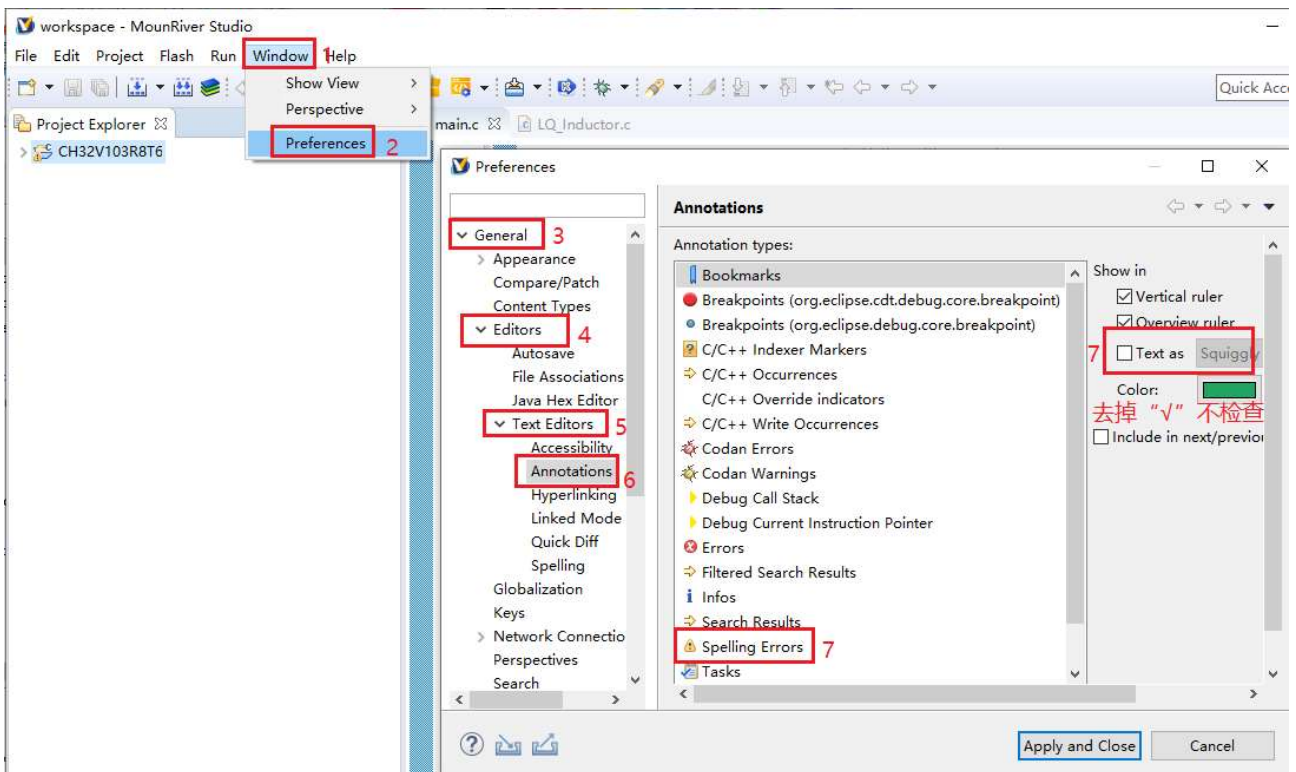 workspace - MounRiver Studio
File Edit Project Flash Run Window 1 Help
Show View
Quick Acce
Perspective
Project Explorer
main.c LQ_Inductor.c
Preferences 2
CH32V103R8T6
Preferences
Annotations
General 3
Appearance
Compare/Patch
Content Types
Editors 4
Autosave
File Associations
Java Hex Editor
Text Editors 5
Accessibility
Annotations 6
Hyperlinking
Linked Mode
Quick Diff
Spelling
Globalization
Keys
Network Connectio
Perspectives
Search
Annotation types:
Bookmarks
Breakpoints (org.eclipse.cdt.debug.core.breakpoint)
Breakpoints (org.eclipse.debug.core.breakpoint)
C/C++ Indexer Markers
C/C++ Occurrences
C/C++ Override indicators
C/C++ Write Occurrences
Codan Errors
Codan Warnings
Debug Call Stack
Debug Current Instruction Pointer
Errors
Filtered Search Results
Infos
Search Results
Spelling Errors 7
Tasks
Show in
Vertical ruler
Overview ruler
7 Text as Squiggly
Color:
去掉“√”不检查
Include in next/previou
Apply and Close Cancel